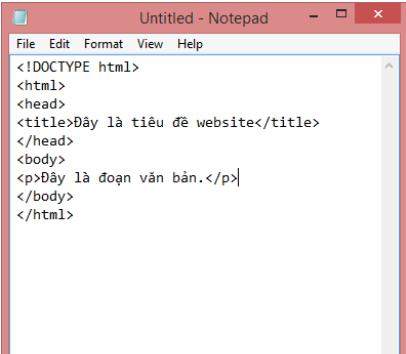 Untitled - Notepad
File Edit Format View Help
<!DOCTYPE html>
<html>
<head>
<title>Đây là tiêu đề website</title>
</head>
<body>
<p>Đây là đoạn văn bản.</p>
</body>
</html>